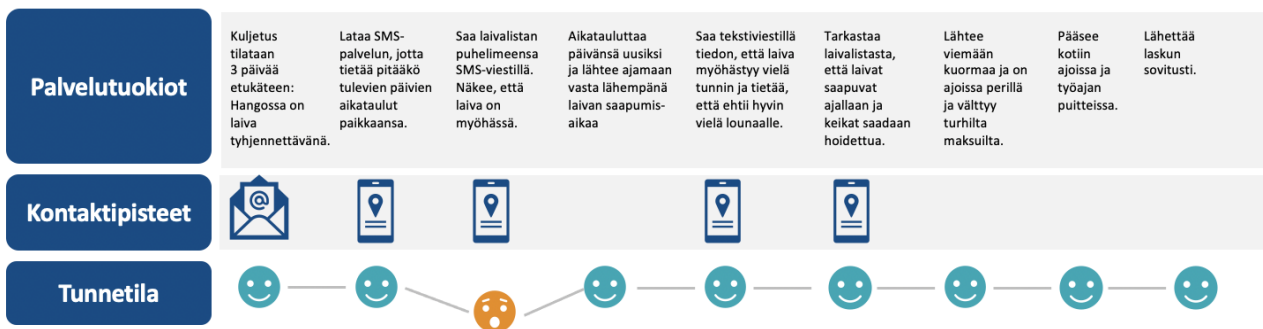 Palvelutuokiot
Kuljetus
tilataan
3 päivää
etukäteen:
Hangossa on
laiva
tyhjennettävänä.
Lataa SMS-
palvelun, jotta
tietää pitääkö
tulevien päivien
aikataulut
paikkaansa.
Saa laivalistan
puhelimeensa
SMS-viestillä.
Näkee, että
laiva on
myöhässä.
Aikatauluttaa
päivänsä uusiksi
ja lähtee ajamaan
vasta lähempänä
laivan saapumis-
aikaa
Saa tekstiviestillä
tiedon, että laiva
myöhästyy vielä
tunnin ja tietää,
että ehtii hyvin
vielä lounaalle.
Tarkastaa
laivalistasta,
että laivat
saapuvat
ajallaan ja
keikat saadaan
hoidettua.
Lähtee
viemään
kuormaa ja on
ajoissa perillä
ja välttyy
turhilta
maksuilta.
Pääsee
kotiin
ajoissa ja
työajan
puitteissa.
Lähettää
laskun
sovitusti.
Kontaktipisteet
@
Tunnetila